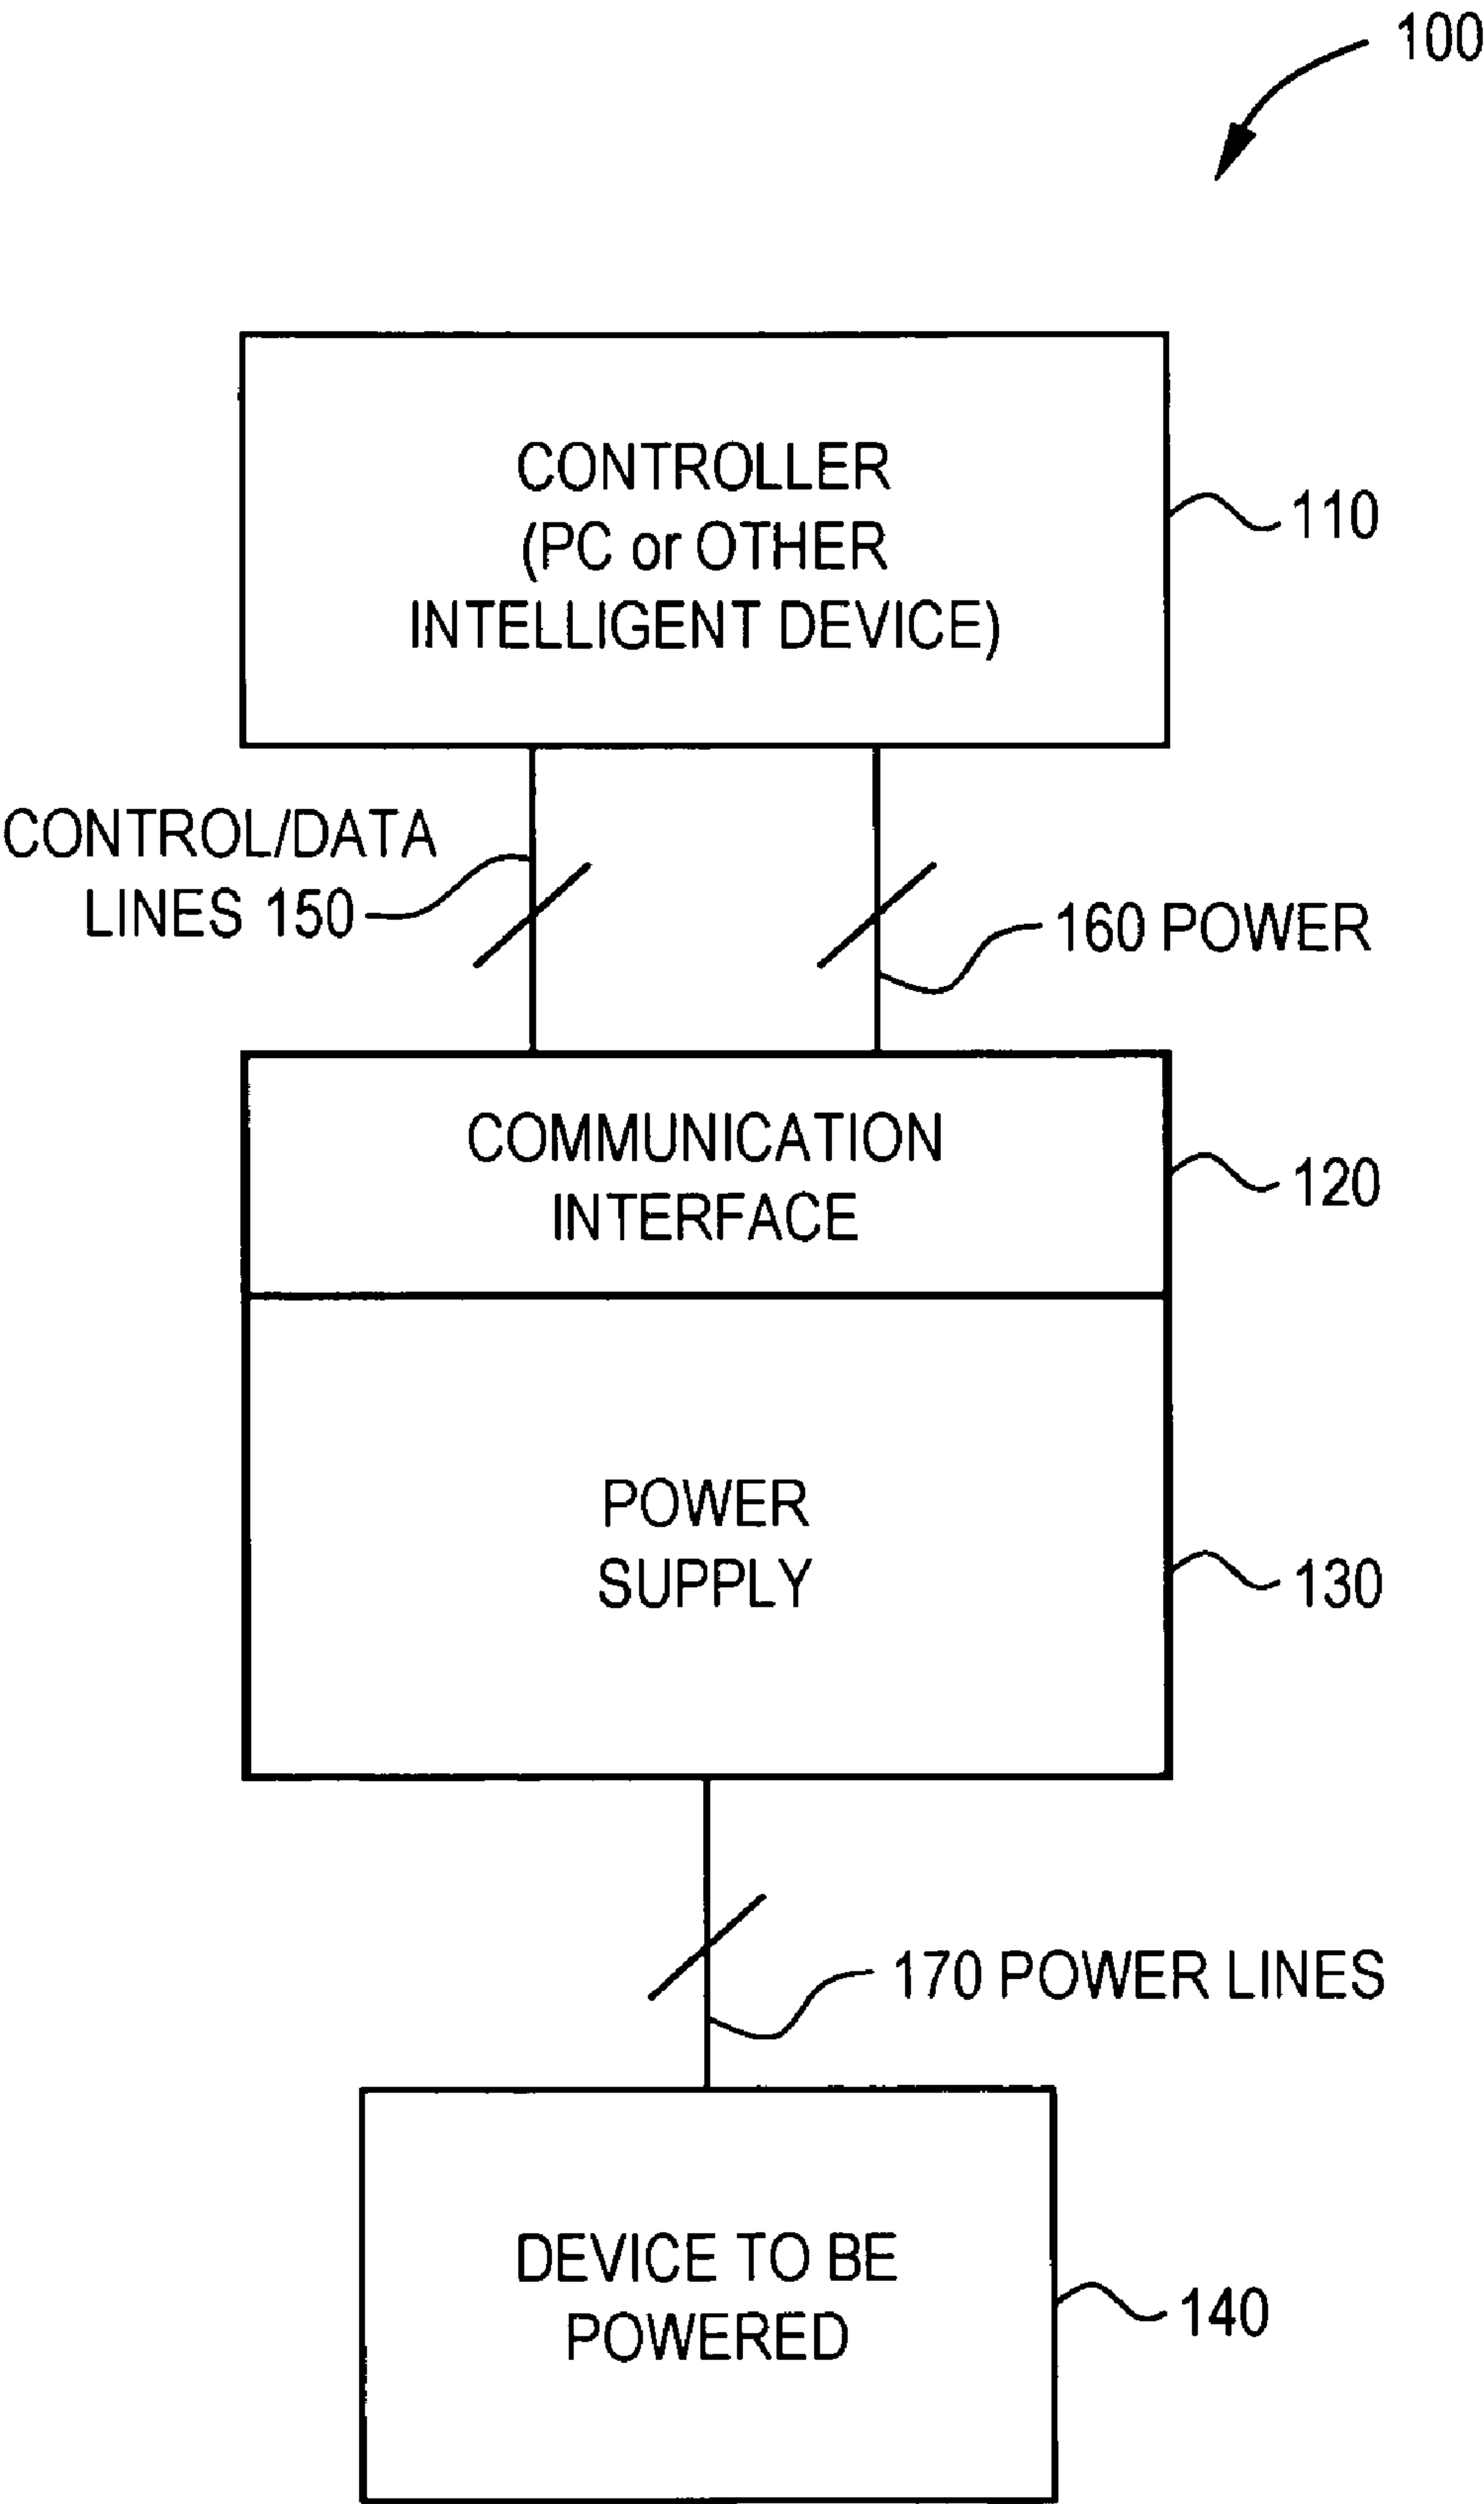 100
CONTROLLER
(PC or OTHER
INTELLIGENT DEVICE)
110
CONTROL/DATA
LINES 150
160 POWER
COMMUNICATION
INTERFACE
120
POWER
SUPPLY
130
170 POWER LINES
DEVICE TO BE
POWERED
140